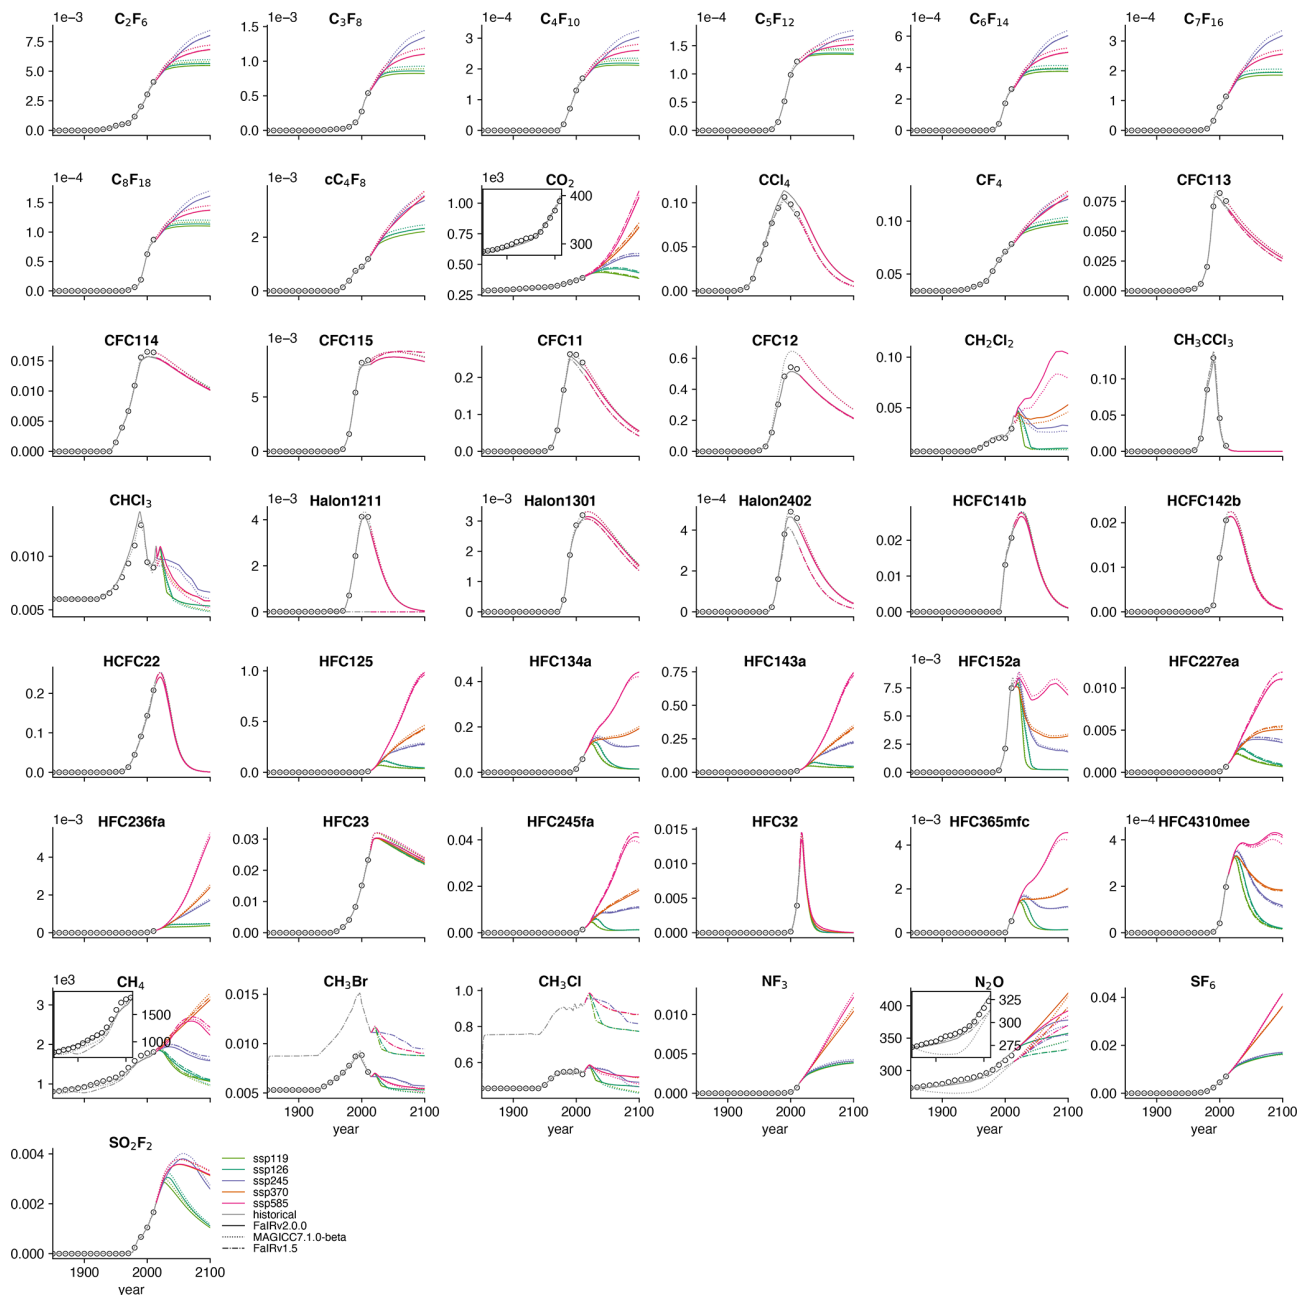 1e−3 C2F6
7.5
5.0
2.5
0.0
1e−3 C3F8
1.5
1.0
0.5
0.0
1e−4 C4F10
3
2
1
0
1e−4 C5F12
1.5
1.0
0.5
0.0
1e−4 C6F14
6
4
2
0
1e−4 C7F16
3
2
1
0
1e−4 C8F18
1.5
1.0
0.5
0.0
1e−3 cC4F8
2
0
1e3 CO2
1.00
0.75
0.50
0.25
400
300
CCl4
0.10
0.05
0.00
CF4
0.10
0.05
CFC113
0.075
0.050
0.025
0.000
CFC114
0.015
0.010
0.005
0.000
1e−3 CFC115
5
0
CFC11
0.2
0.1
0.0
CFC12
0.6
0.4
0.2
0.0
CH2Cl2
0.10
0.05
CH3CCl3
0.10
0.05
0.00
CHCl3
0.010
0.005
1e−3 Halon1211
4
2
0
1e−3 Halon1301
3
2
1
0
1e−4 Halon2402
4
2
0
HCFC141b
0.02
0.01
0.00
HCFC142b
0.02
0.01
0.00
HCFC22
0.2
0.1
0.0
HFC125
1.0
0.5
0.0
HFC134a
0.4
0.2
0.0
HFC143a
0.75
0.50
0.25
0.00
1e−3 HFC152a
7.5
5.0
2.5
0.0
HFC227ea
0.010
0.005
0.000
1e−3 HFC236fa
4
2
0
HFC23
0.03
0.02
0.01
0.00
HFC245fa
0.04
0.02
0.00
HFC32
0.015
0.010
0.005
0.000
1e−3 HFC365mfc
4
2
0
1e−4 HFC4310mee
4
2
0
1e3 CH4
3
2
1
1500
1000
CH3Br
0.015
0.010
0.005
1900 2000 2100
year
CH3Cl
1.0
0.8
0.6
1900 2000 2100
year
NF3
0.010
0.005
0.000
1900 2000 2100
year
N2O
400
350
300
325
300
275
1900 2000 2100
year
SF6
0.04
0.02
0.00
1900 2000 2100
year
SO2F2
0.004
0.002
0.000
1900 2000 2100
year
ssp119
ssp126
ssp245
ssp370
ssp585
historical
FaIRv2.0.0
MAGICC7.1.0-beta
FaIRv1.5